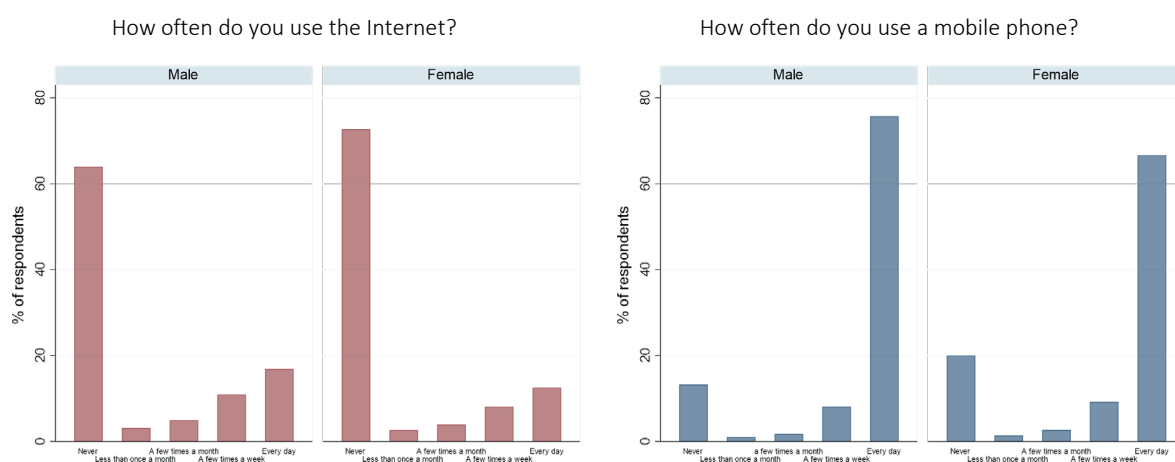 How often do you use the Internet?
Male
Female
% of respondents
80
60
40
20
0
Never
Less than once a month
A few times a month
A few times a week
Every day
Never
Less than once a month
A few times a month
A few times a week
Every day
How often do you use a mobile phone?
Male
Female
% of respondents
80
60
40
20
0
Never
Less than once a month
a few times a month
A few times a week
Every day
Never
Less than once a month
a few times a month
A few times a week
Every day